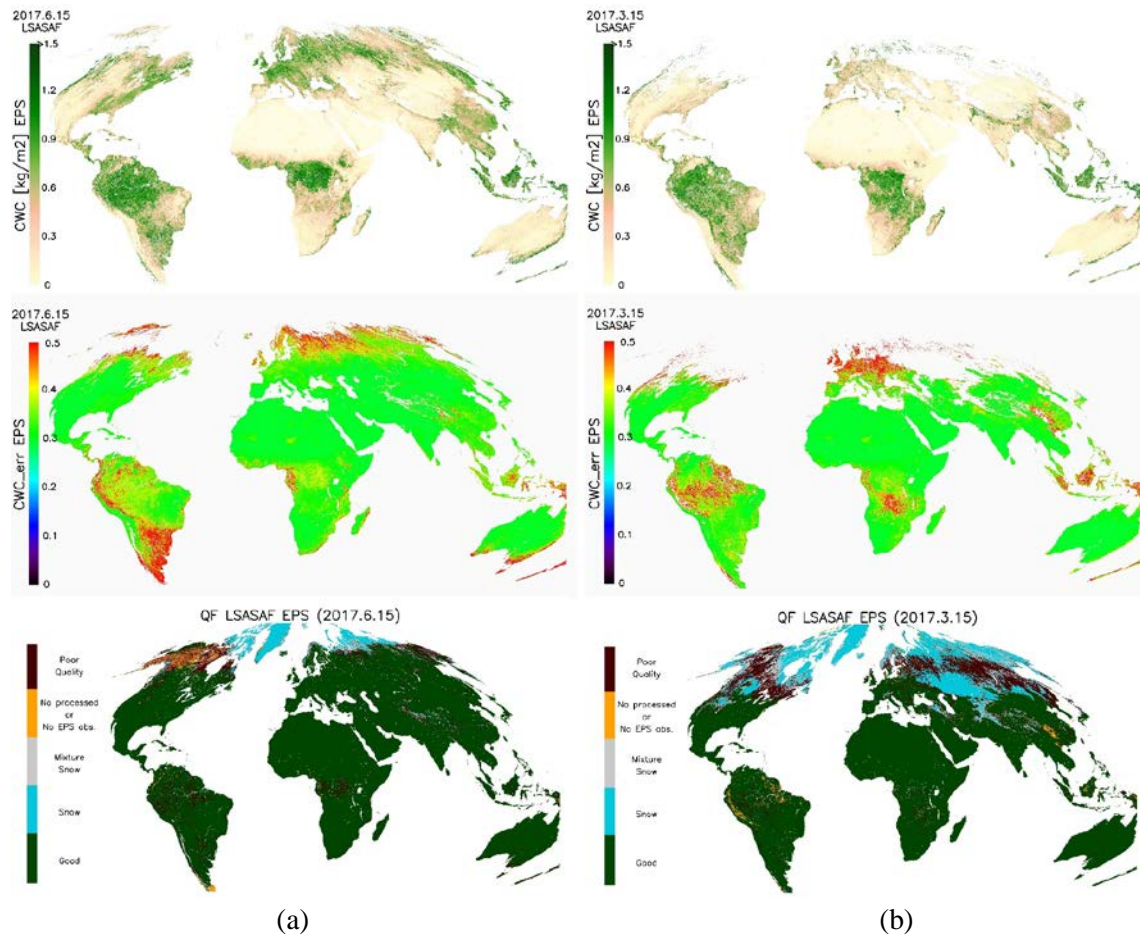 2017.6.15
LSASAF
>1.5
1.2
0.9
0.6
0.3
0
CWC [kg/m2] EPS
2017.3.15
LSASAF
>1.5
1.2
0.9
0.6
0.3
0
CWC [kg/m2] EPS
2017.6.15
LSASAF
0.5
0.4
0.3
0.2
0.1
0
CWC_err EPS
2017.3.15
LSASAF
0.5
0.4
0.3
0.2
0.1
0
CWC_err EPS
QF LSASAF EPS (2017.6.15)
Poor
Quality
No processed
or
No EPS obs.
Mixture
Snow
Snow
Good
QF LSASAF EPS (2017.3.15)
Poor
Quality
No processed
or
No EPS obs.
Mixture
Snow
Snow
Good
(a)
(b)